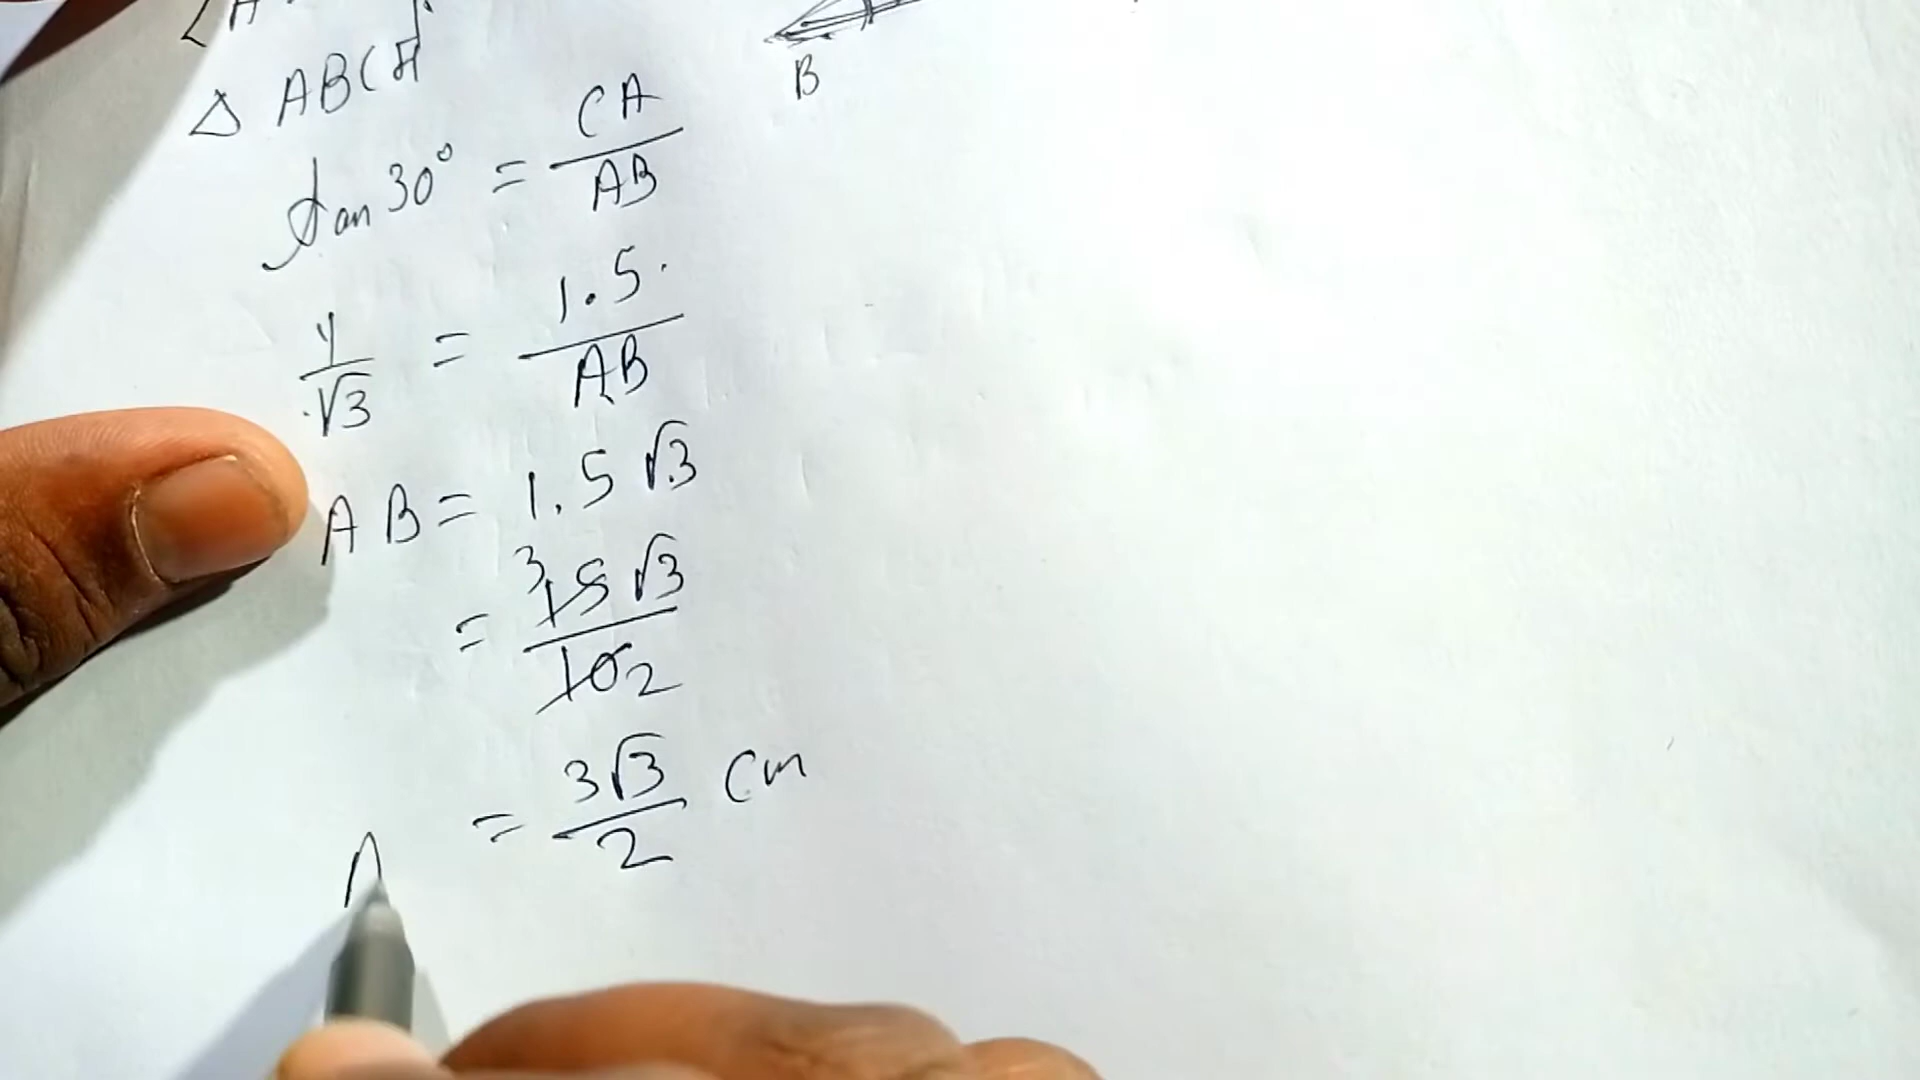 B
Δ ABC में
tan 30° = CA / AB
1/√3 = 1.5 / AB
AB = 1.5 √3
= 3 15 √3 / 10 2
= 3√3 / 2 Cm
A